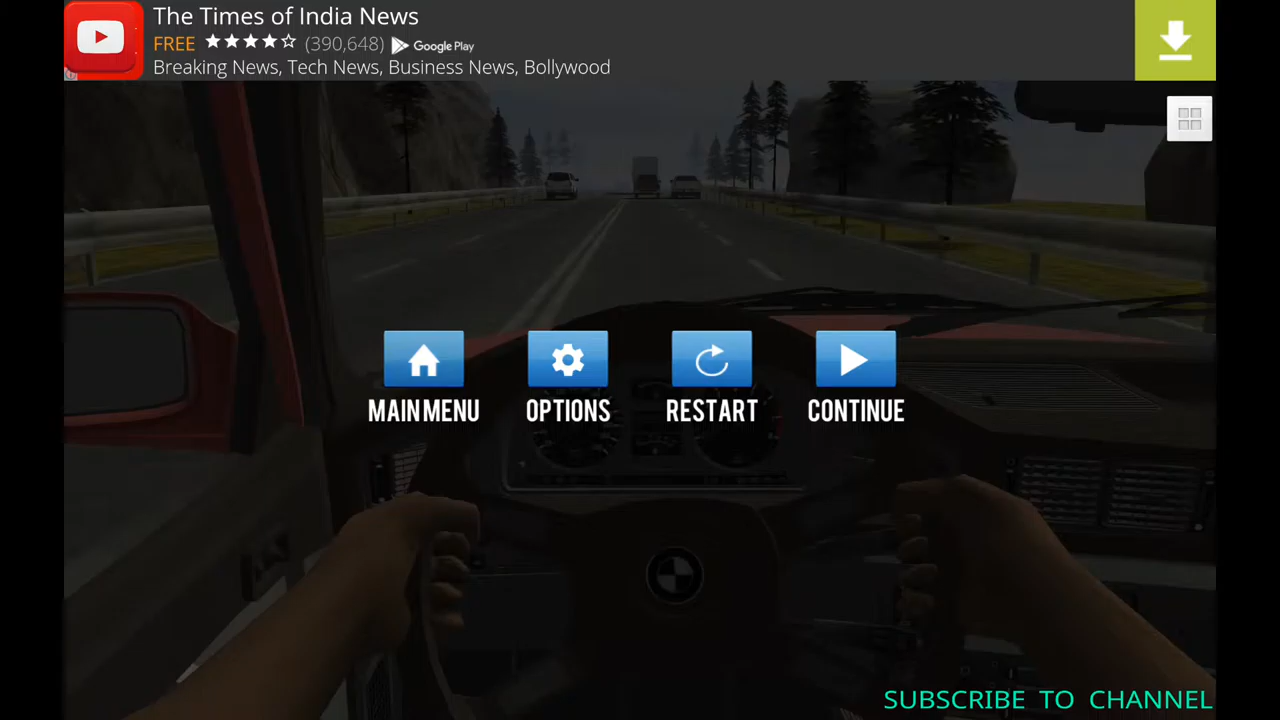 The Times of India News
FREE (390,648) Google Play
Breaking News, Tech News, Business News, Bollywood
MAIN MENU OPTIONS RESTART CONTINUE
SUBSCRIBE TO CHANNEL